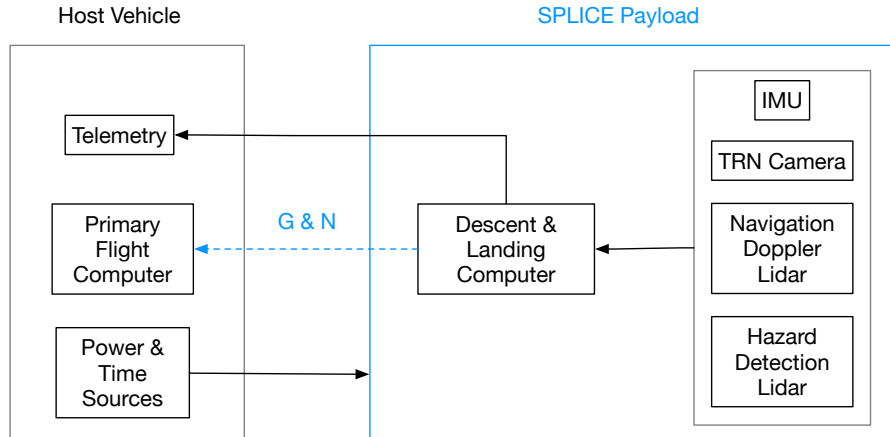 Host Vehicle
SPLICE Payload
Telemetry
Primary
Flight
Computer
Power &
Time
Sources
G & N
Descent &
Landing
Computer
IMU
TRN Camera
Navigation
Doppler
Lidar
Hazard
Detection
Lidar